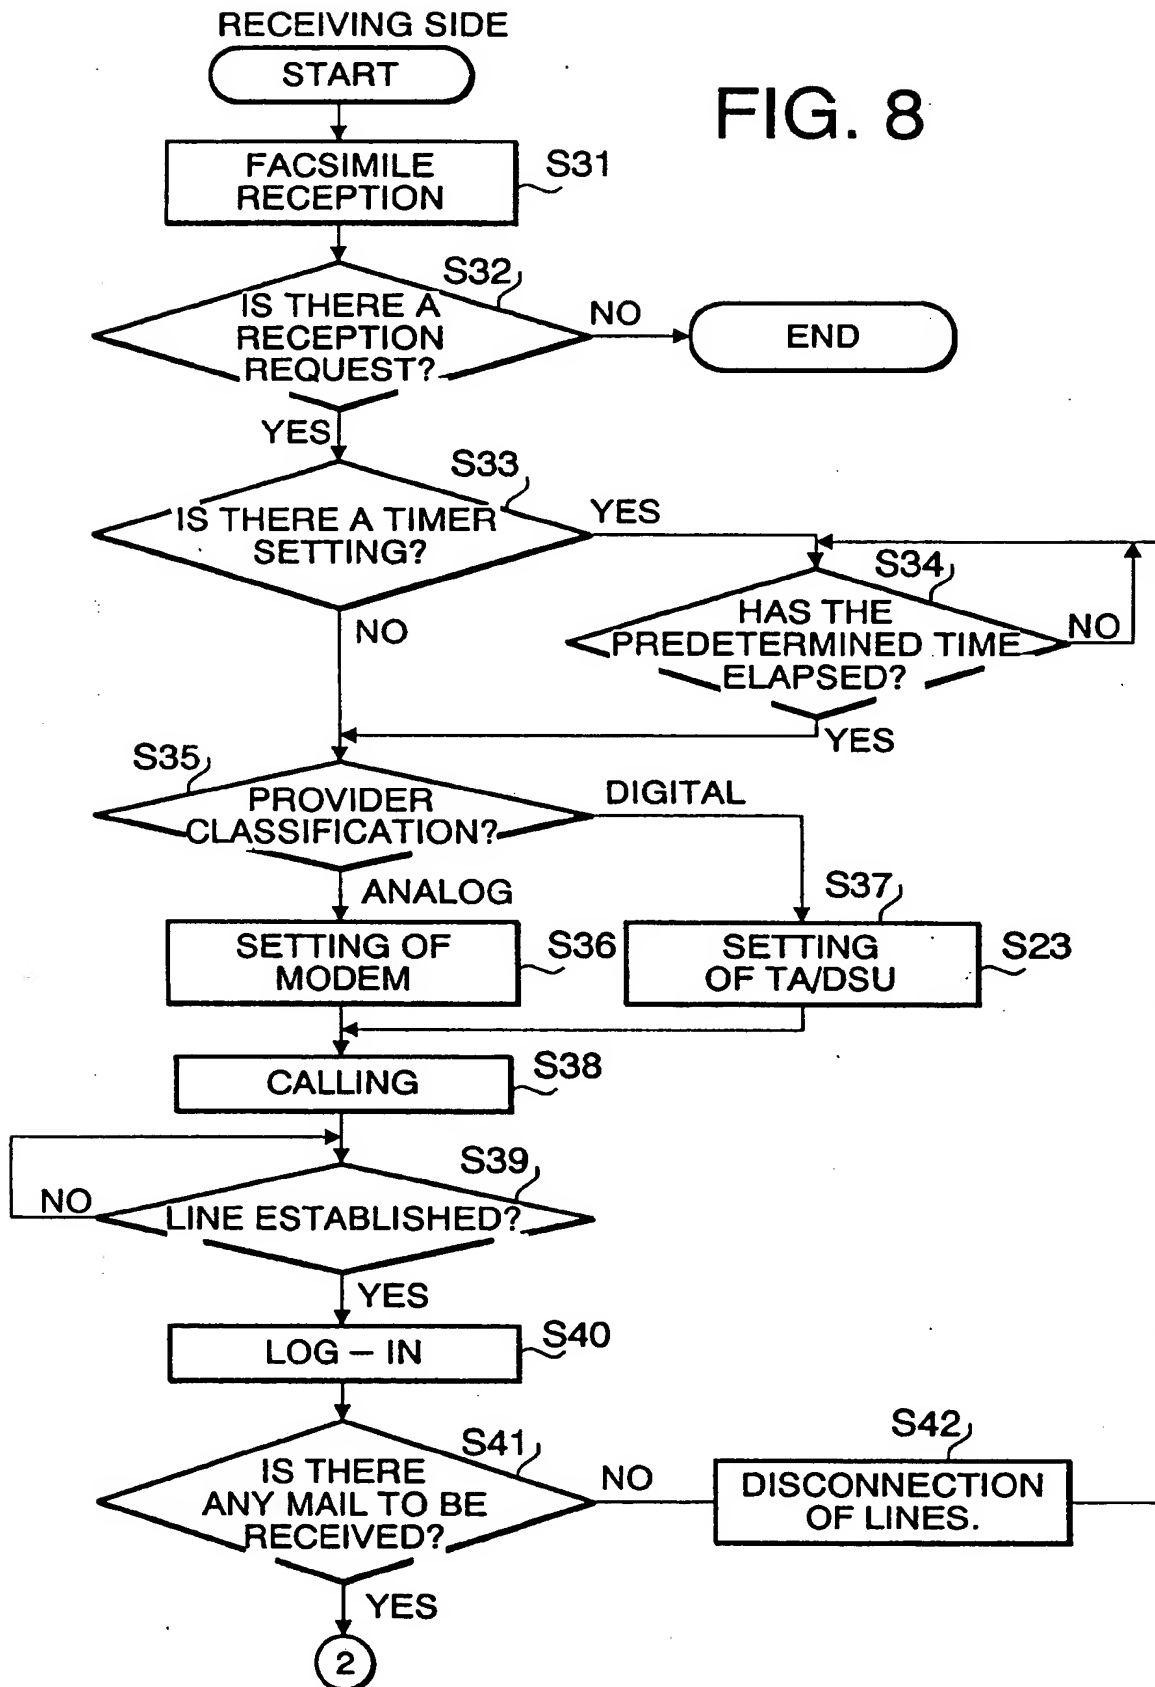 RECEIVING SIDE
START
FIG. 8
FACSIMILE
RECEPTION
S31
S32
IS THERE A
RECEPTION
REQUEST?
NO
END
YES
S33
IS THERE A TIMER
SETTING?
YES
S34
HAS THE
PREDETERMINED TIME
ELAPSED?
NO
NO
YES
S35
PROVIDER
CLASSIFICATION?
DIGITAL
ANALOG
S37
SETTING OF
MODEM
S36
SETTING
OF TA/DSU
S23
CALLING
S38
S39
LINE ESTABLISHED?
NO
YES
LOG – IN
S40
S41
IS THERE
ANY MAIL TO BE
RECEIVED?
NO
S42
DISCONNECTION
OF LINES.
YES
2